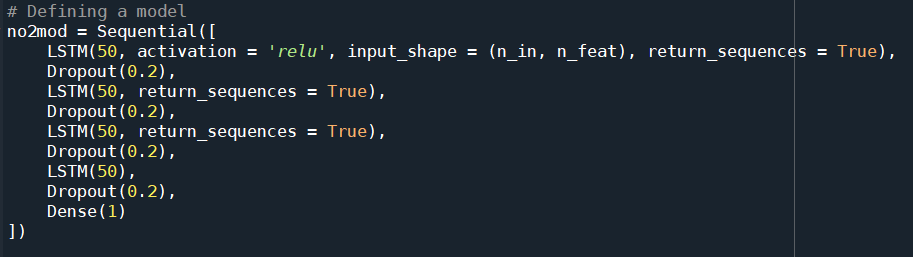 # Defining a model
no2mod = Sequential([
    LSTM(50, activation = 'relu', input_shape = (n_in, n_feat), return_sequences = True),
    Dropout(0.2),
    LSTM(50, return_sequences = True),
    Dropout(0.2),
    LSTM(50, return_sequences = True),
    Dropout(0.2),
    LSTM(50),
    Dropout(0.2),
    Dense(1)
])